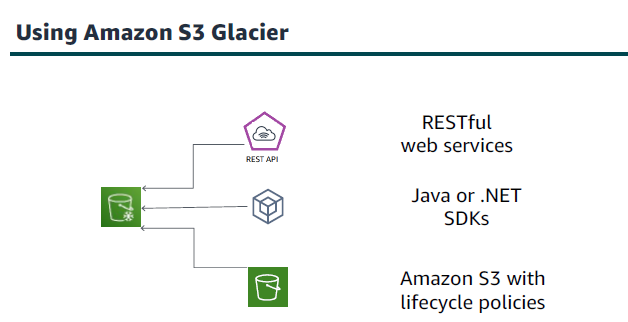 Using Amazon S3 Glacier
REST API
RESTful
web services
Java or .NET
SDKs
Amazon S3 with
lifecycle policies